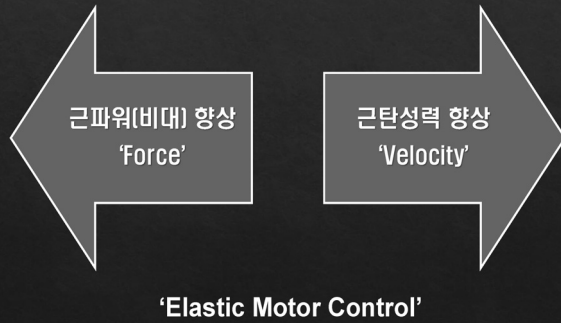 근파워(비대) 향상
‘Force’
근탄성력 향상
‘Velocity’
‘Elastic Motor Control’